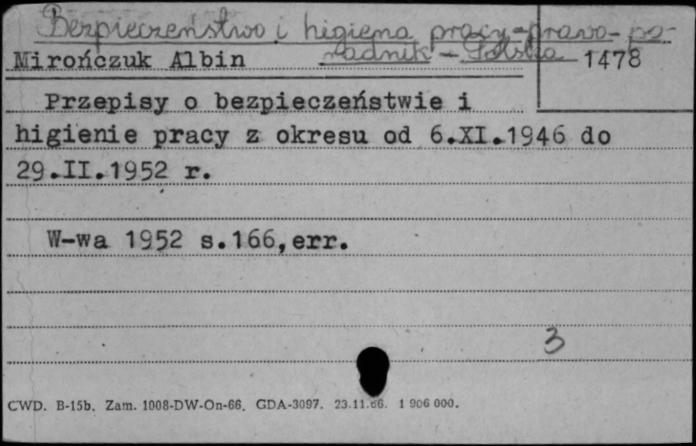 Bezpieczeństwo i higiena pracy-prawo-po-
radnik - Polska
Mirończuk Albin
1478
Przepisy o bezpieczeństwie i
higienie pracy z okresu od 6.XI.1946 do
29.II.1952 r.
W-wa 1952 s.166,err.
3
CWD. B-15b. Zam. 1008-DW-On-66. GDA-3097. 23.11.66. 1 906 000.